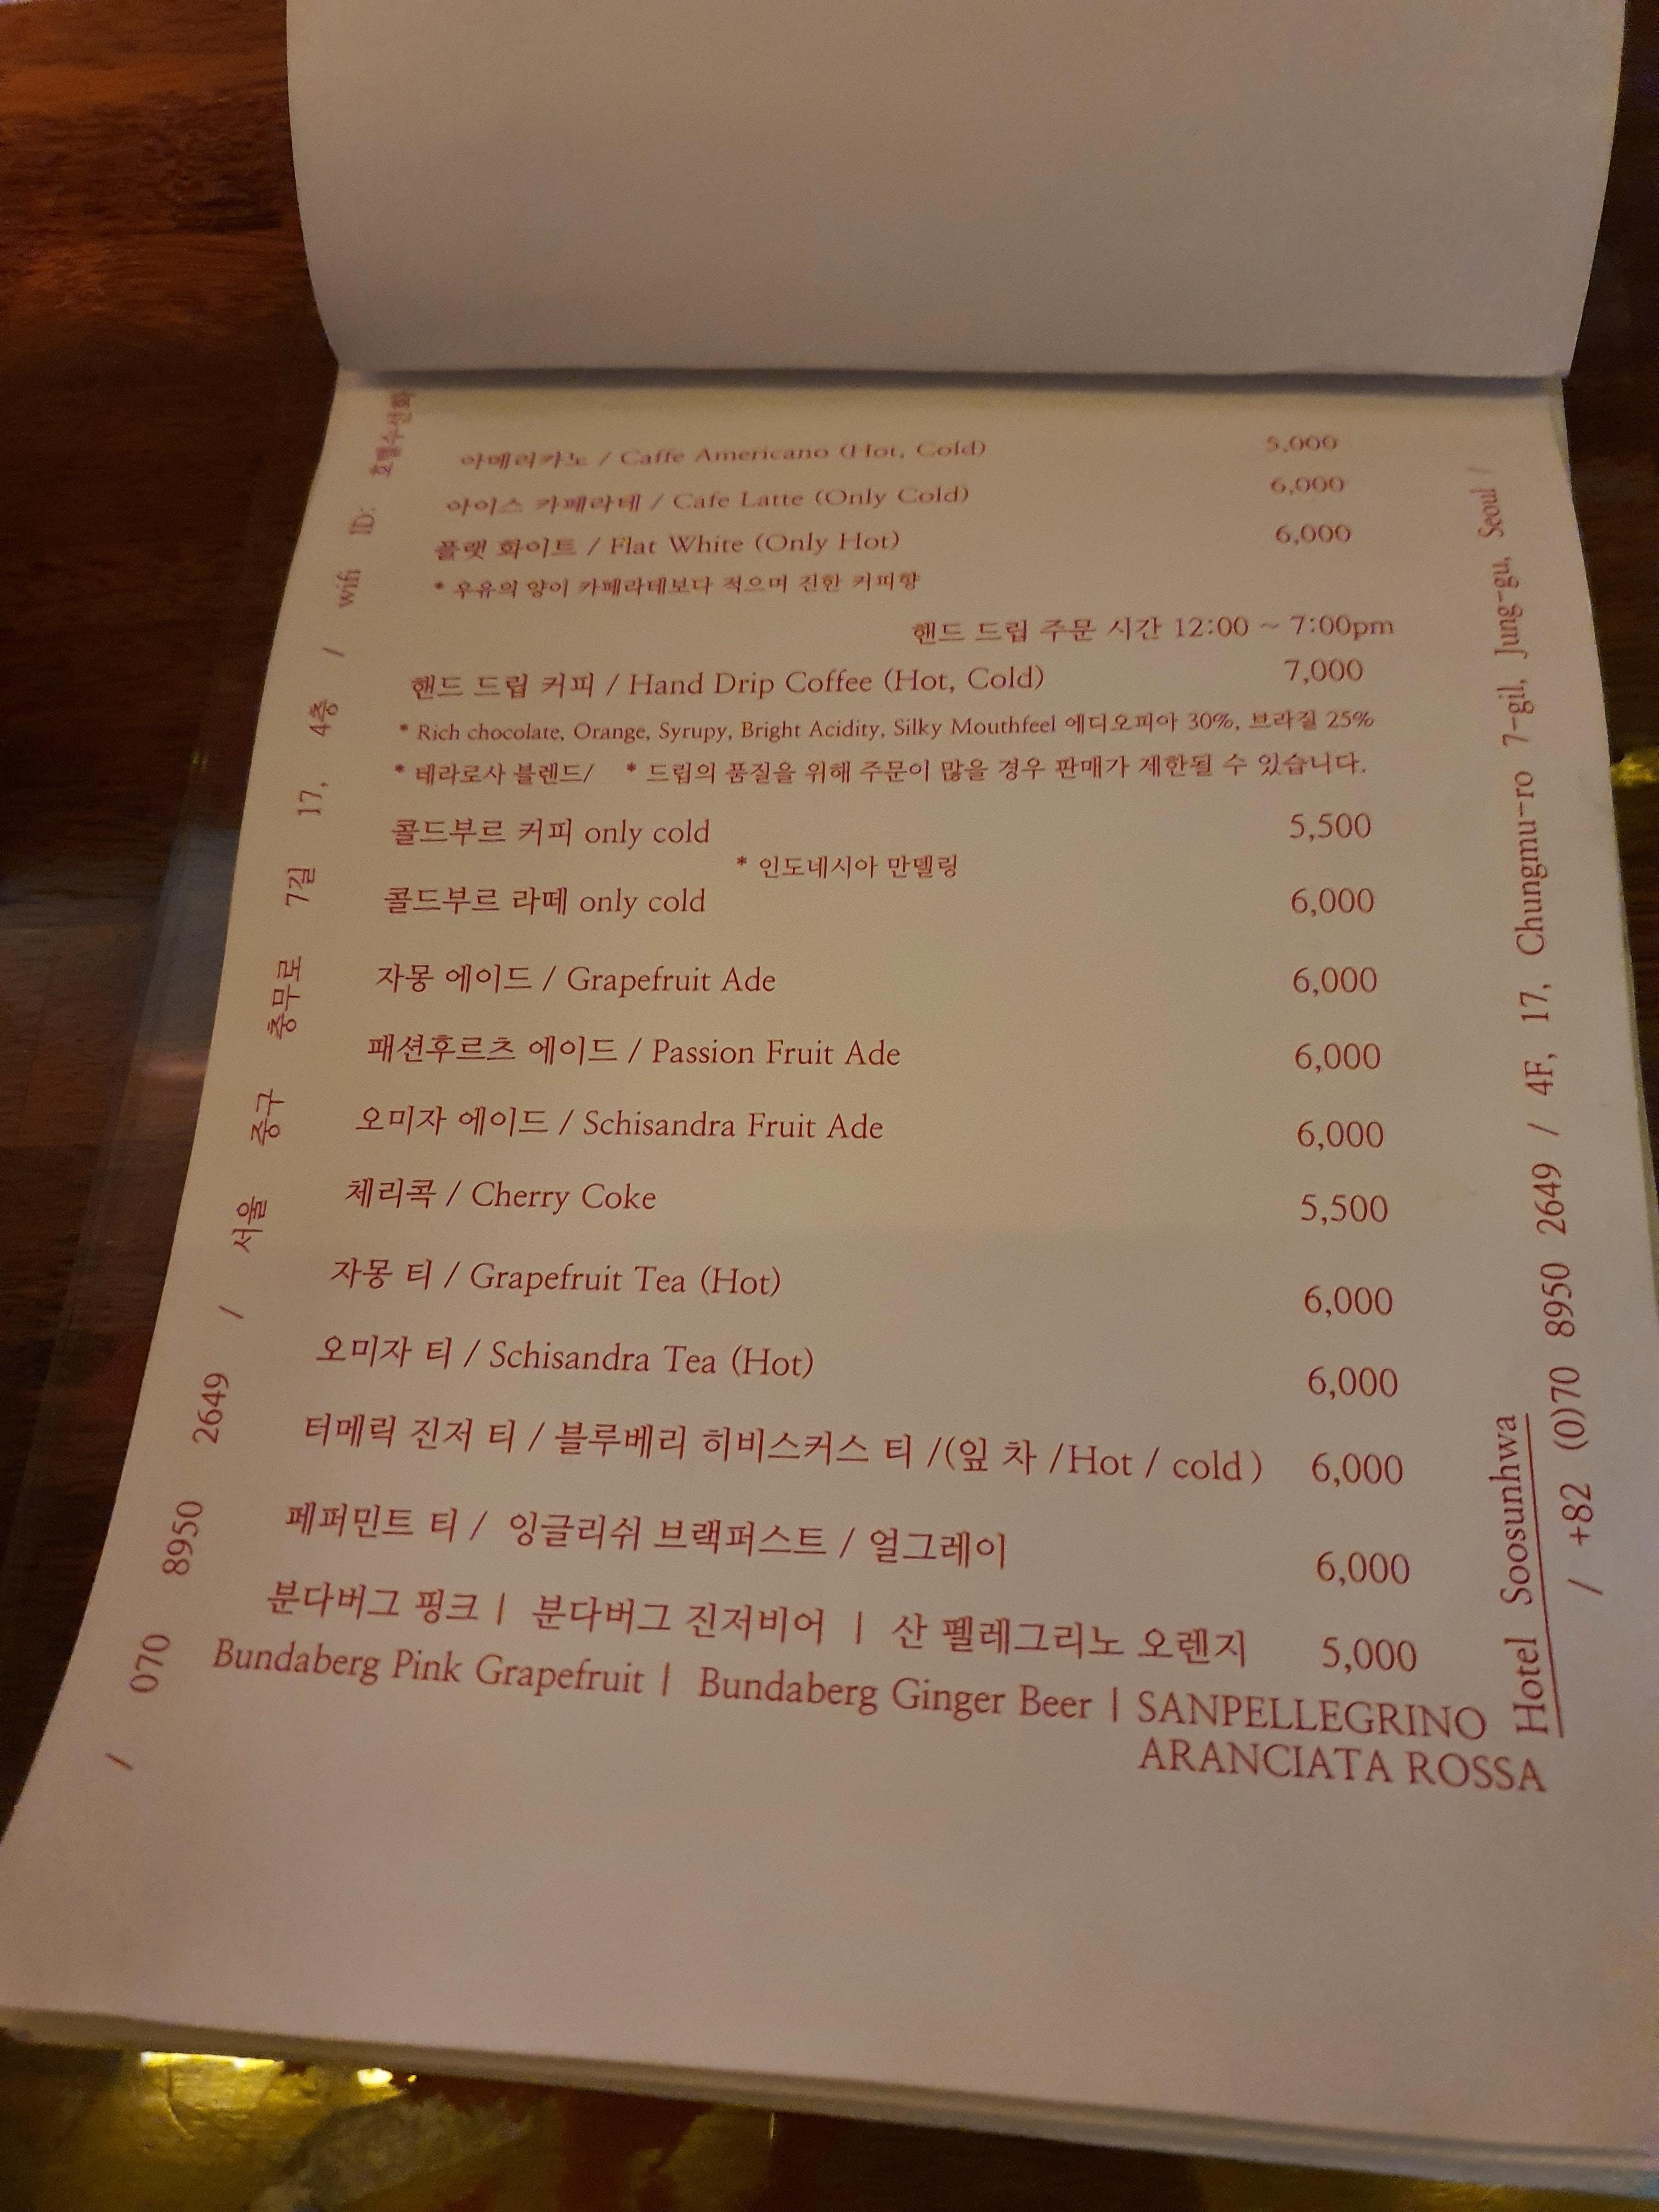 아메리카노 / Caffe Americano (Hot, Cold) 5,000
아이스 카페라테 / Cafe Latte (Only Cold) 6,000
플랫 화이트 / Flat White (Only Hot) 6,000
* 우유의 양이 카페라테보다 적으며 진한 커피향
핸드 드립 주문 시간 12:00 ~ 7:00pm
핸드 드립 커피 / Hand Drip Coffee (Hot, Cold) 7,000
* Rich chocolate, Orange, Syrupy, Bright Acidity, Silky Mouthfeel 에디오피아 30%, 브라질 25%
* 테라로사 블렌드/ * 드립의 품질을 위해 주문이 많을 경우 판매가 제한될 수 있습니다.
콜드부르 커피 only cold 5,500
* 인도네시아 만델링
콜드부르 라떼 only cold 6,000
자몽 에이드 / Grapefruit Ade 6,000
패션후르츠 에이드 / Passion Fruit Ade 6,000
오미자 에이드 / Schisandra Fruit Ade 6,000
체리콕 / Cherry Coke 5,500
자몽 티 / Grapefruit Tea (Hot) 6,000
오미자 티 / Schisandra Tea (Hot) 6,000
터메릭 진저 티 / 블루베리 히비스커스 티 /(잎 차 /Hot / cold) 6,000
페퍼민트 티 / 잉글리쉬 브랙퍼스트 / 얼그레이 6,000
분다버그 핑크 | 분다버그 진저비어 | 산 펠레그리노 오렌지 5,000
Bundaberg Pink Grapefruit | Bundaberg Ginger Beer | SANPELLEGRINO
ARANCIATA ROSSA
/ 070 8950 2649 / 서울 중구 충무로 7길 17, 4층 / wifi ID: 호텔수선화
Hotel Soosunhwa
/ +82 (0)70 8950 2649 / 4F, 17, Chungmu-ro 7-gil, Jung-gu, Seoul /